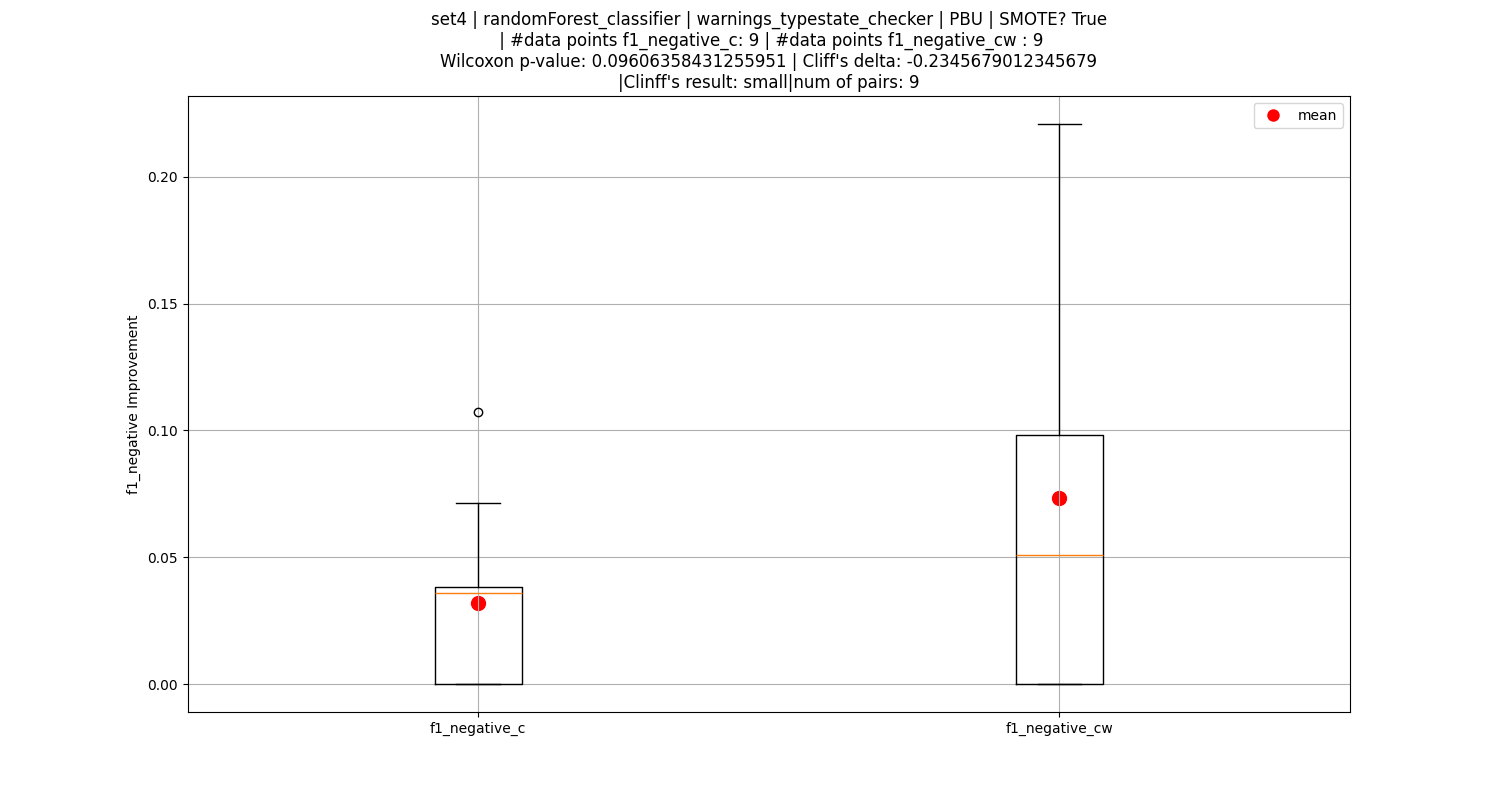 set4 | randomForest_classifier | warnings_typestate_checker | PBU | SMOTE? True
| #data points f1_negative_c: 9 | #data points f1_negative_cw : 9
Wilcoxon p-value: 0.09606358431255951 | Cliff's delta: -0.2345679012345679
|Clinff's result: small|num of pairs: 9
mean
0.20
0.15
0.10
0.05
0.00
f1_negative Improvement
f1_negative_c
f1_negative_cw